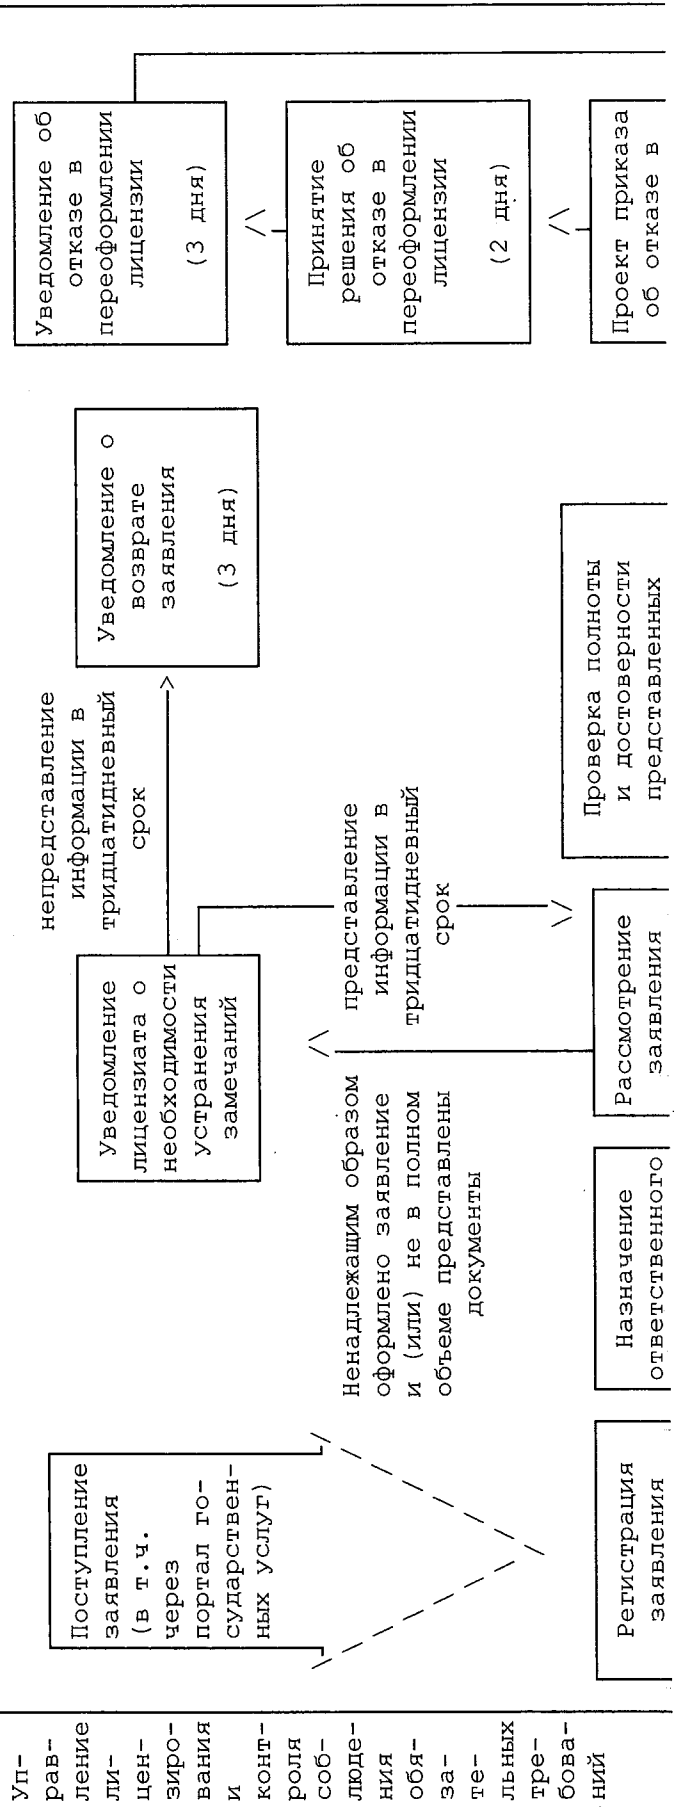 Уп-
рав-
ление
ли-
цен-
зиро-
вания
и
конт-
роля
соб-
люде-
ния
обя-
за-
те-
льных
тре-
бова-
ний
Поступление
заявления
(в т.ч.
через
портал го-
сударствен-
ных услуг)
Регистрация
заявления
Назначение
ответственного
Ненадлежащим образом
оформлено заявление
и (или) не в полном
объеме представлены
документы
Уведомление
лицензиата о
необходимости
устранения
замечаний
Рассмотрение
заявления
представление
информации в
тридцатидневный
срок
непредставление
информации в
тридцатидневный
срок
Уведомление о
возврате
заявления
(3 дня)
Проверка полноты
и достоверности
представленных
Уведомление об
отказе в
переоформлении
лицензии
(3 дня)
Принятие
решения об
отказе в
переоформлении
лицензии
(2 дня)
Проект приказа
об отказе в